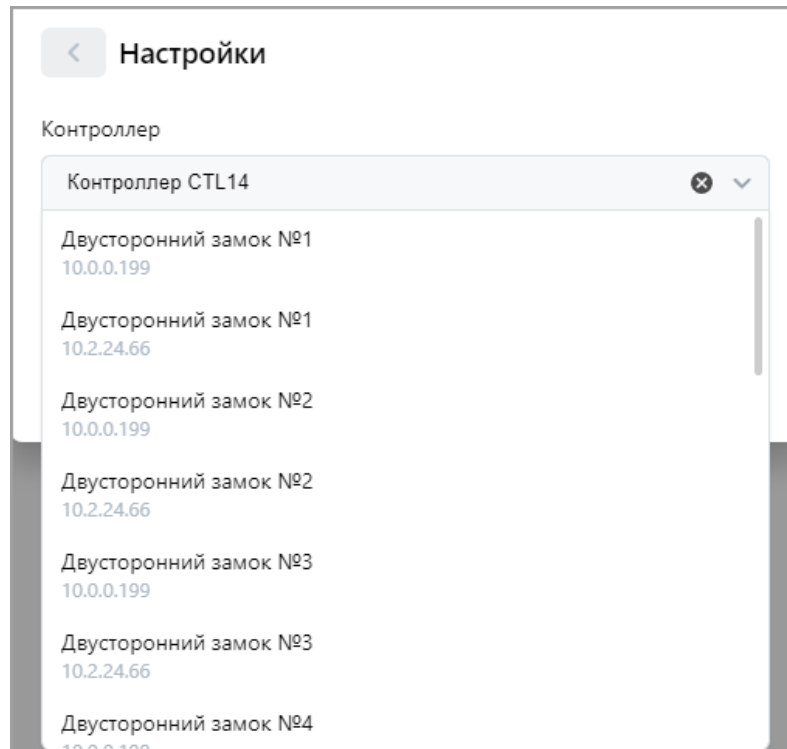 Настройки
Контроллер
Контроллер CTL14
Двусторонний замок №1
10.0.0.199
Двусторонний замок №1
10.2.24.66
Двусторонний замок №2
10.0.0.199
Двусторонний замок №2
10.2.24.66
Двусторонний замок №3
10.0.0.199
Двусторонний замок №3
10.2.24.66
Двусторонний замок №4